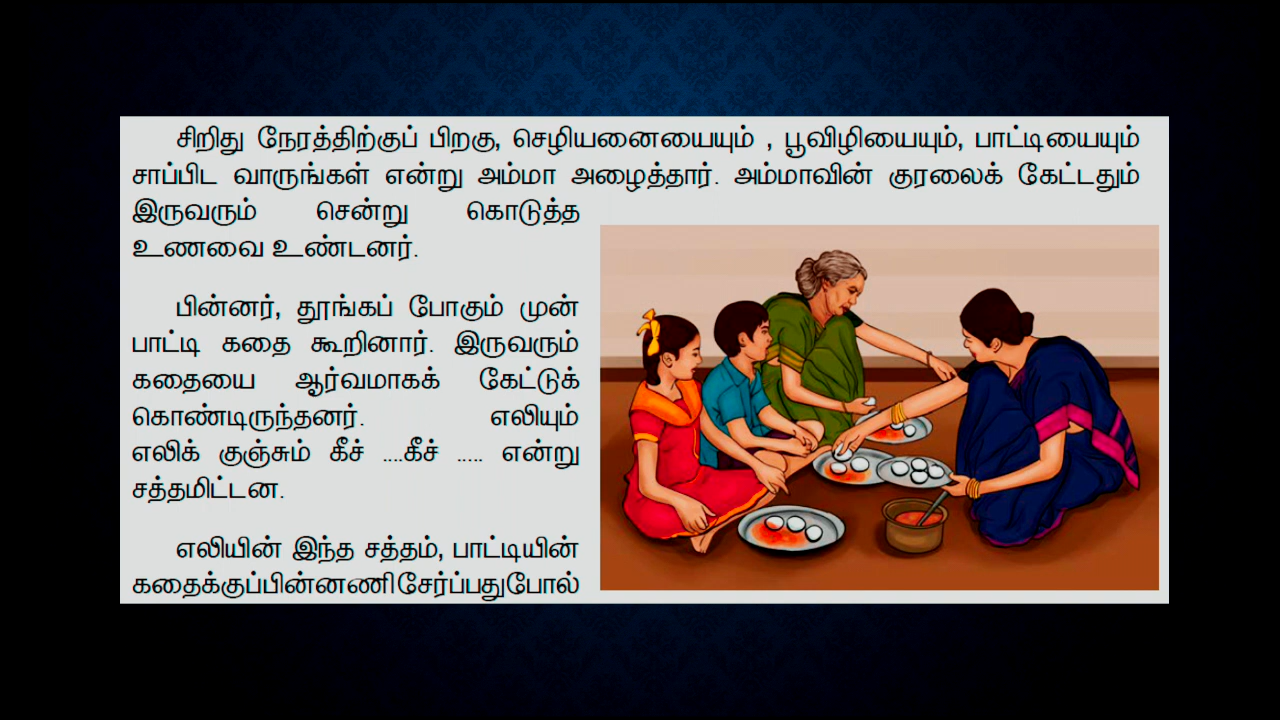 சிறிது நேரத்திற்குப் பிறகு, செழியனையையும் , பூவிழியையும், பாட்டியையும்
சாப்பிட வாருங்கள் என்று அம்மா அழைத்தார். அம்மாவின் குரலைக் கேட்டதும்
இருவரும் சென்று கொடுத்த
உணவை உண்டனர்.
பின்னர், தூங்கப் போகும் முன்
பாட்டி கதை கூறினார். இருவரும்
கதையை ஆர்வமாகக் கேட்டுக்
கொண்டிருந்தனர். எலியும்
எலிக் குஞ்சும் கீச் ....கீச் ..... என்று
சத்தமிட்டன.
எலியின் இந்த சத்தம், பாட்டியின்
கதைக்குப்பின்னணிசேர்ப்பதுபோல்